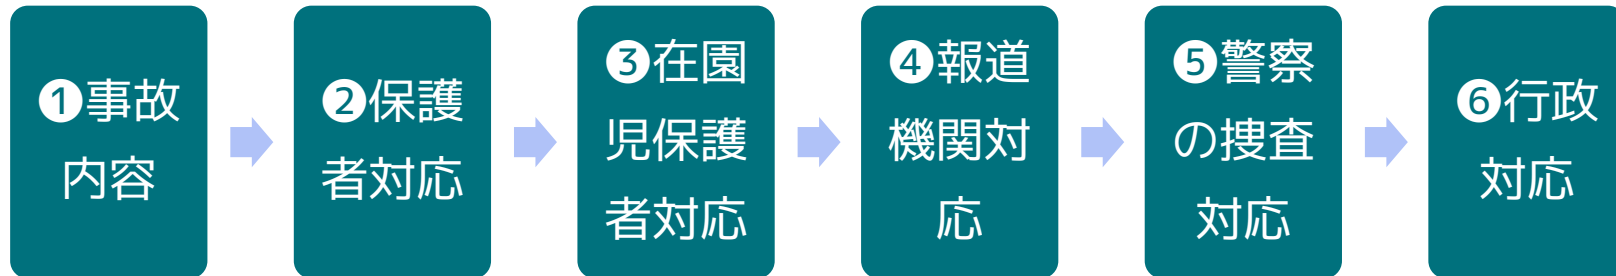 ❶事故
内容
❷保護
者対応
❸在園
児保護
者対応
❹報道
機関対
応
❺警察
の捜査
対応
❻行政
対応